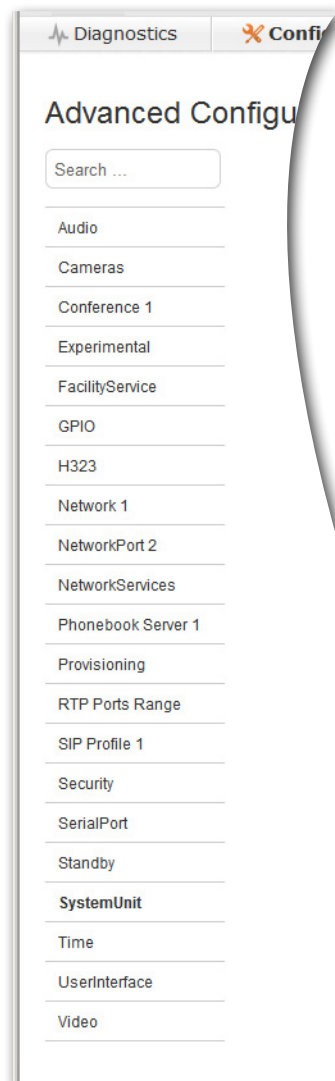 Diagnostics
Confi
Advanced Configu
Search ...
Audio
Cameras
Conference 1
Experimental
FacilityService
GPIO
H323
Network 1
NetworkPort 2
NetworkServices
Phonebook Server 1
Provisioning
RTP Ports Range
SIP Profile 1
Security
SerialPort
Standby
SystemUnit
Time
UserInterface
Video